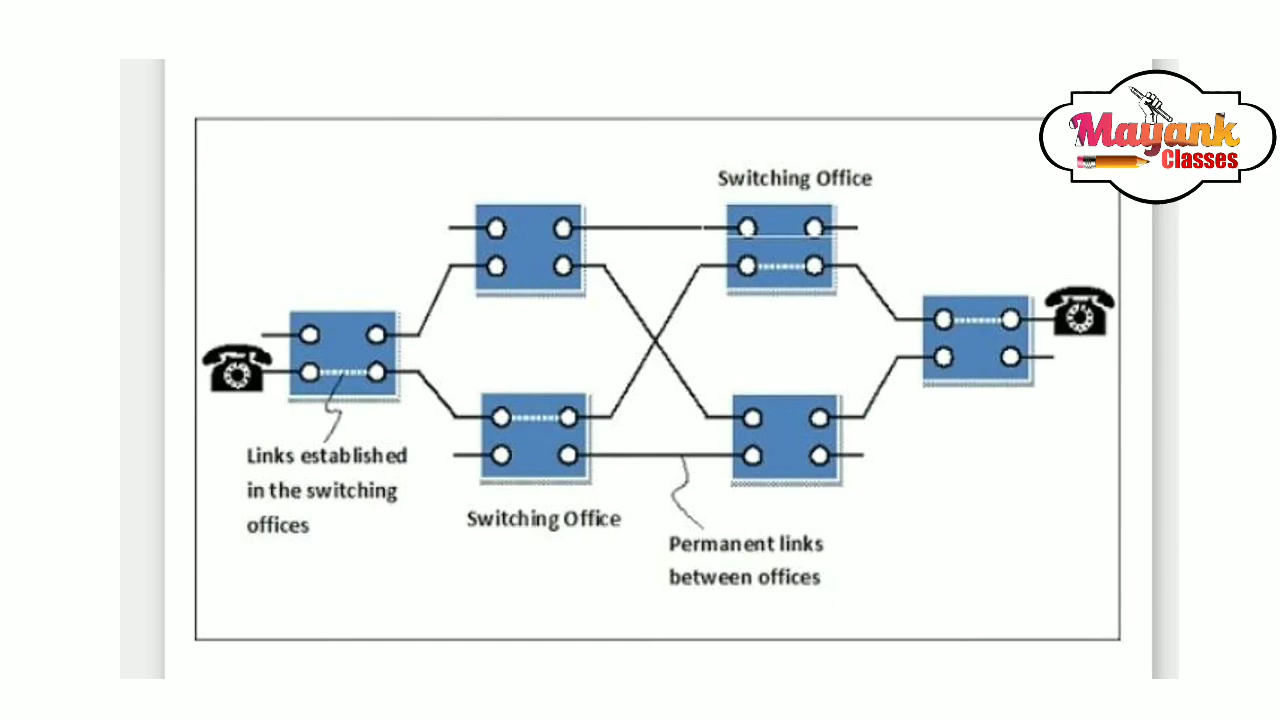 Mayank
Classes
Switching Office
Links established
in the switching
offices
Switching Office
Permanent links
between offices